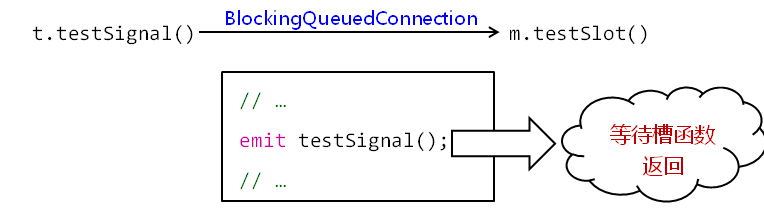 BlockingQueuedConnection
t.testSignal() m.testSlot()
// …
emit testSignal();
// …
等待槽函数
返回